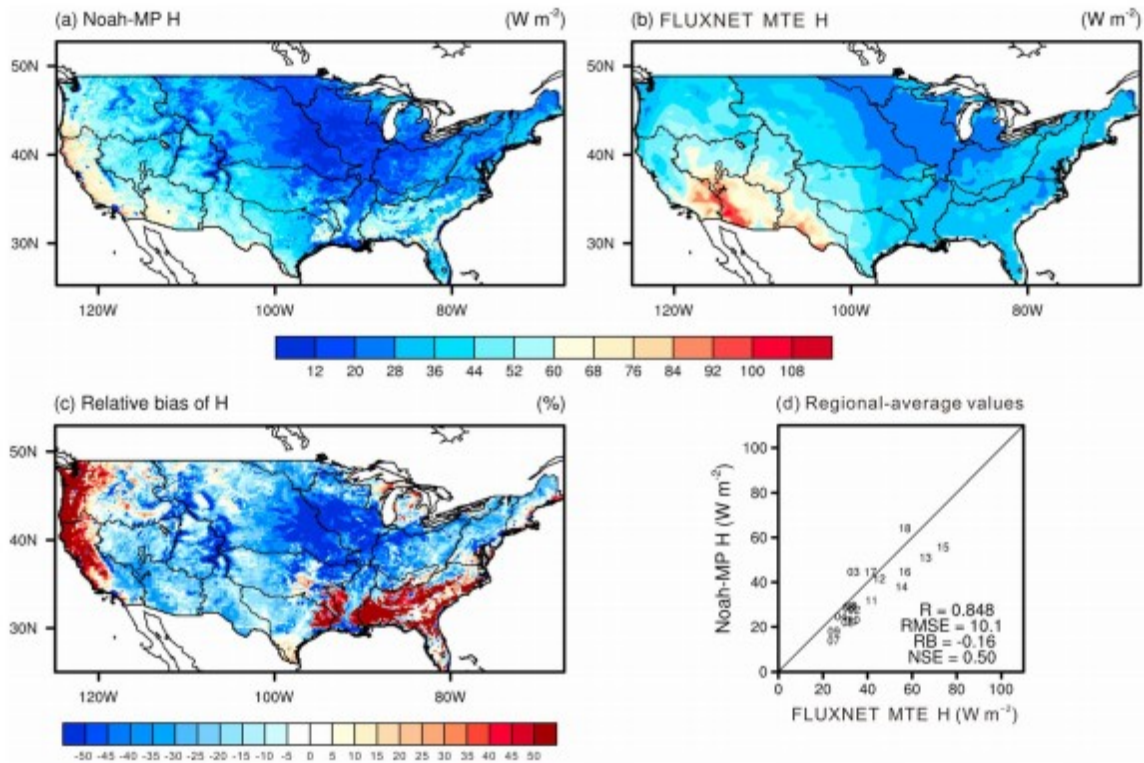 (a) Noah-MP H (W m-2)
(b) FLUXNET MTE H (W m-2)
50N
40N
30N
120W 100W 80W
50N
40N
30N
120W 100W 80W
12 20 28 36 44 52 60 68 76 84 92 100 108
(c) Relative bias of H (%)
50N
40N
30N
120W 100W 80W
-50 -45 -40 -35 -30 -25 -20 -15 -10 -5 0 5 10 15 20 25 30 35 40 45 50
(d) Regional-average values
Noah-MP H (W m-2)
100
80
60
40
20
0
18
15
13
03 17 12 16
14
11
06
07
R = 0.848
RMSE = 10.1
RB = -0.16
NSE = 0.50
0 20 40 60 80 100
FLUXNET MTE H (W m-2)